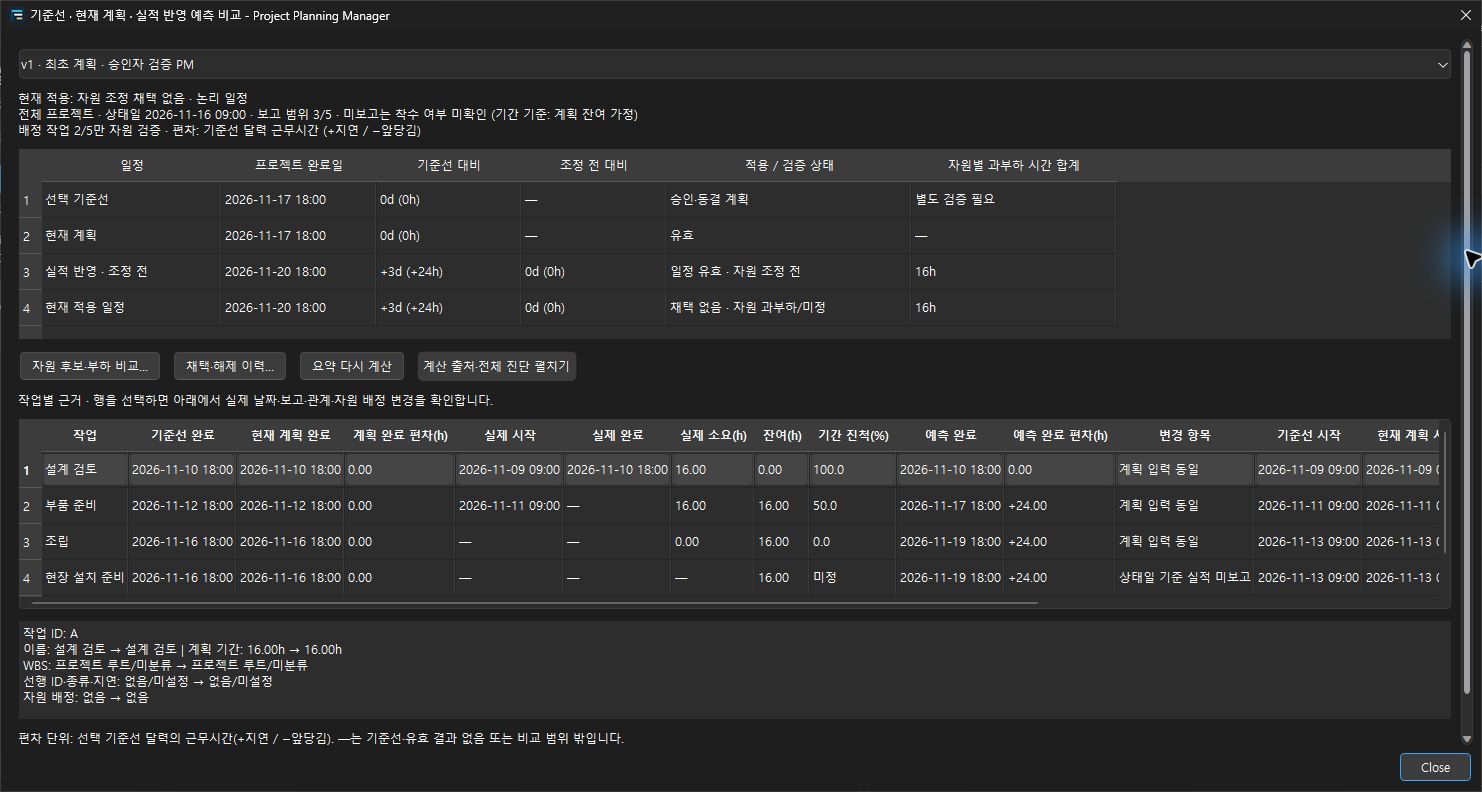 기준선 · 현재 계획 · 실적 반영 예측 비교 - Project Planning Manager
v1 · 최초 계획 · 승인자 검증 PM
현재 적용: 자원 조정 채택 없음 · 논리 일정
전체 프로젝트 · 상태일 2026-11-16 09:00 · 보고 범위 3/5 · 미보고는 착수 여부 미확인 (기간 기준: 계획 잔여 가정)
배정 작업 2/5만 자원 검증 · 편차: 기준선 달력 근무시간 (+지연 / −앞당김)
일정 프로젝트 완료일 기준선 대비 조정 전 대비 적용 / 검증 상태 자원별 과부하 시간 합계
1 선택 기준선 2026-11-17 18:00 0d (0h) — 승인·동결 계획 별도 검증 필요
2 현재 계획 2026-11-17 18:00 0d (0h) — 유효 —
3 실적 반영 · 조정 전 2026-11-20 18:00 +3d (+24h) 0d (0h) 일정 유효 · 자원 조정 전 16h
4 현재 적용 일정 2026-11-20 18:00 +3d (+24h) 0d (0h) 채택 없음 · 자원 과부하/미정 16h
자원 후보·부하 비교... 채택·해제 이력... 요약 다시 계산 계산 출처·전체 진단 펼치기
작업별 근거 · 행을 선택하면 아래에서 실제 날짜·보고·관계·자원 배정 변경을 확인합니다.
작업 기준선 완료 현재 계획 완료 계획 완료 편차(h) 실제 시작 실제 완료 실제 소요(h) 잔여(h) 기간 진척(%) 예측 완료 예측 완료 편차(h) 변경 항목 기준선 시작 현재 계획
1 설계 검토 2026-11-10 18:00 2026-11-10 18:00 0.00 2026-11-09 09:00 2026-11-10 18:00 16.00 0.00 100.0 2026-11-10 18:00 0.00 계획 입력 동일 2026-11-09 09:00 2026-11-09
2 부품 준비 2026-11-12 18:00 2026-11-12 18:00 0.00 2026-11-11 09:00 — 16.00 16.00 50.0 2026-11-17 18:00 +24.00 계획 입력 동일 2026-11-11 09:00 2026-11-11
3 조립 2026-11-16 18:00 2026-11-16 18:00 0.00 — — 0.00 16.00 0.0 2026-11-19 18:00 +24.00 계획 입력 동일 2026-11-13 09:00 2026-11-13
4 현장 설치 준비 2026-11-16 18:00 2026-11-16 18:00 0.00 — — — 16.00 미정 2026-11-19 18:00 +24.00 상태일 기준 실적 미보고 2026-11-13 09:00 2026-11-13
작업 ID: A
이름: 설계 검토 → 설계 검토 | 계획 기간: 16.00h → 16.00h
WBS: 프로젝트 루트/미분류 → 프로젝트 루트/미분류
선행 ID·종류·지연: 없음/미설정 → 없음/미설정
자원 배정: 없음 → 없음
편차 단위: 선택 기준선 달력의 근무시간(+지연 / −앞당김). —는 기준선·유효 결과 없음 또는 비교 범위 밖입니다.
Close